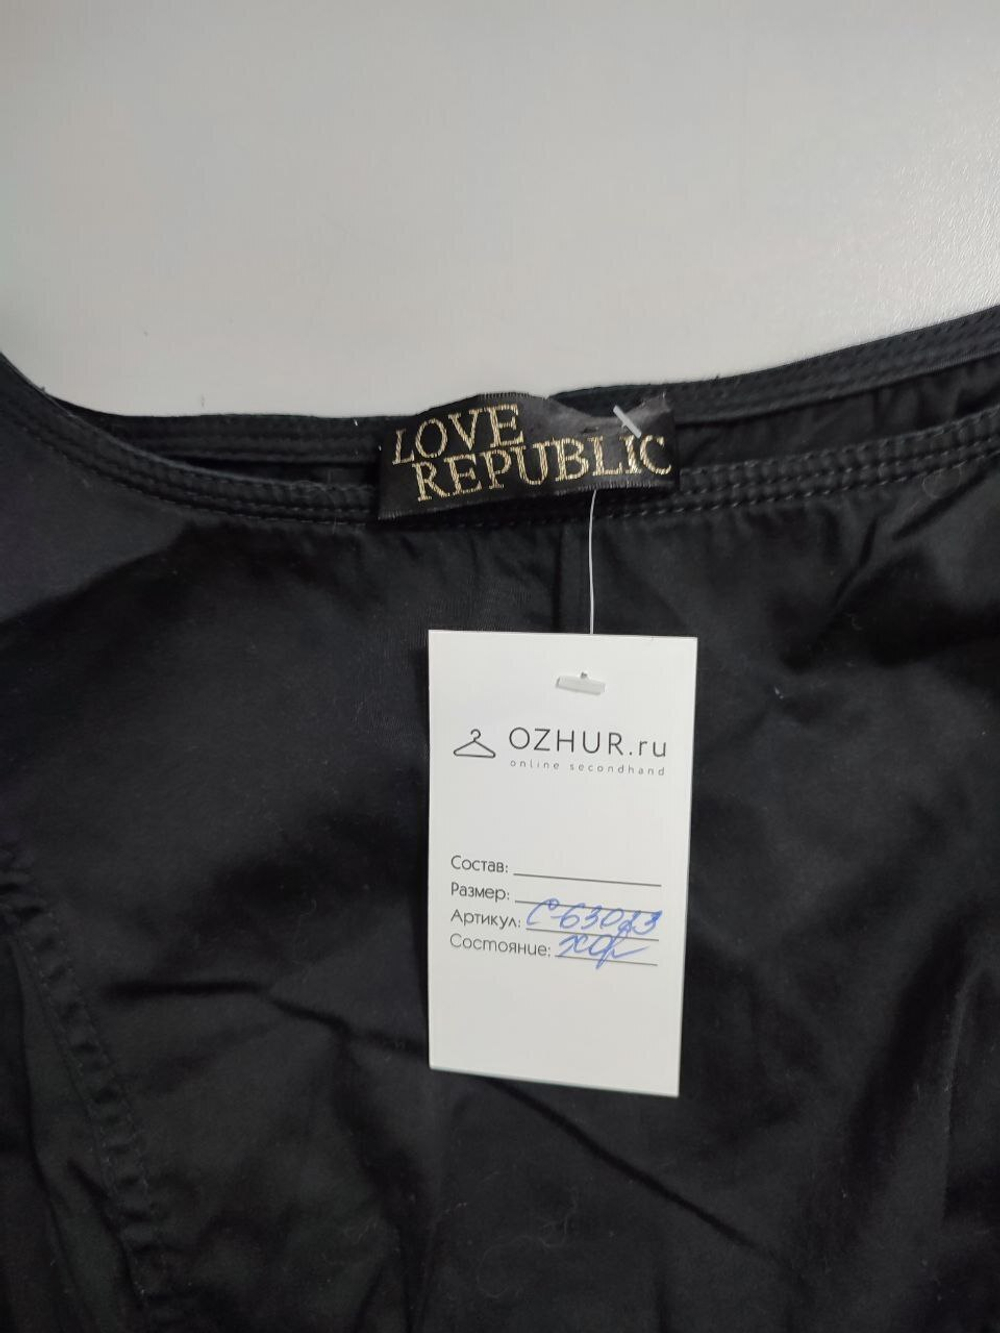 LOVE
REPUBLIC
OZHUR.ru
online secondhand
Состав:
Размер:
Артикул: С-63023
Состояние: хор